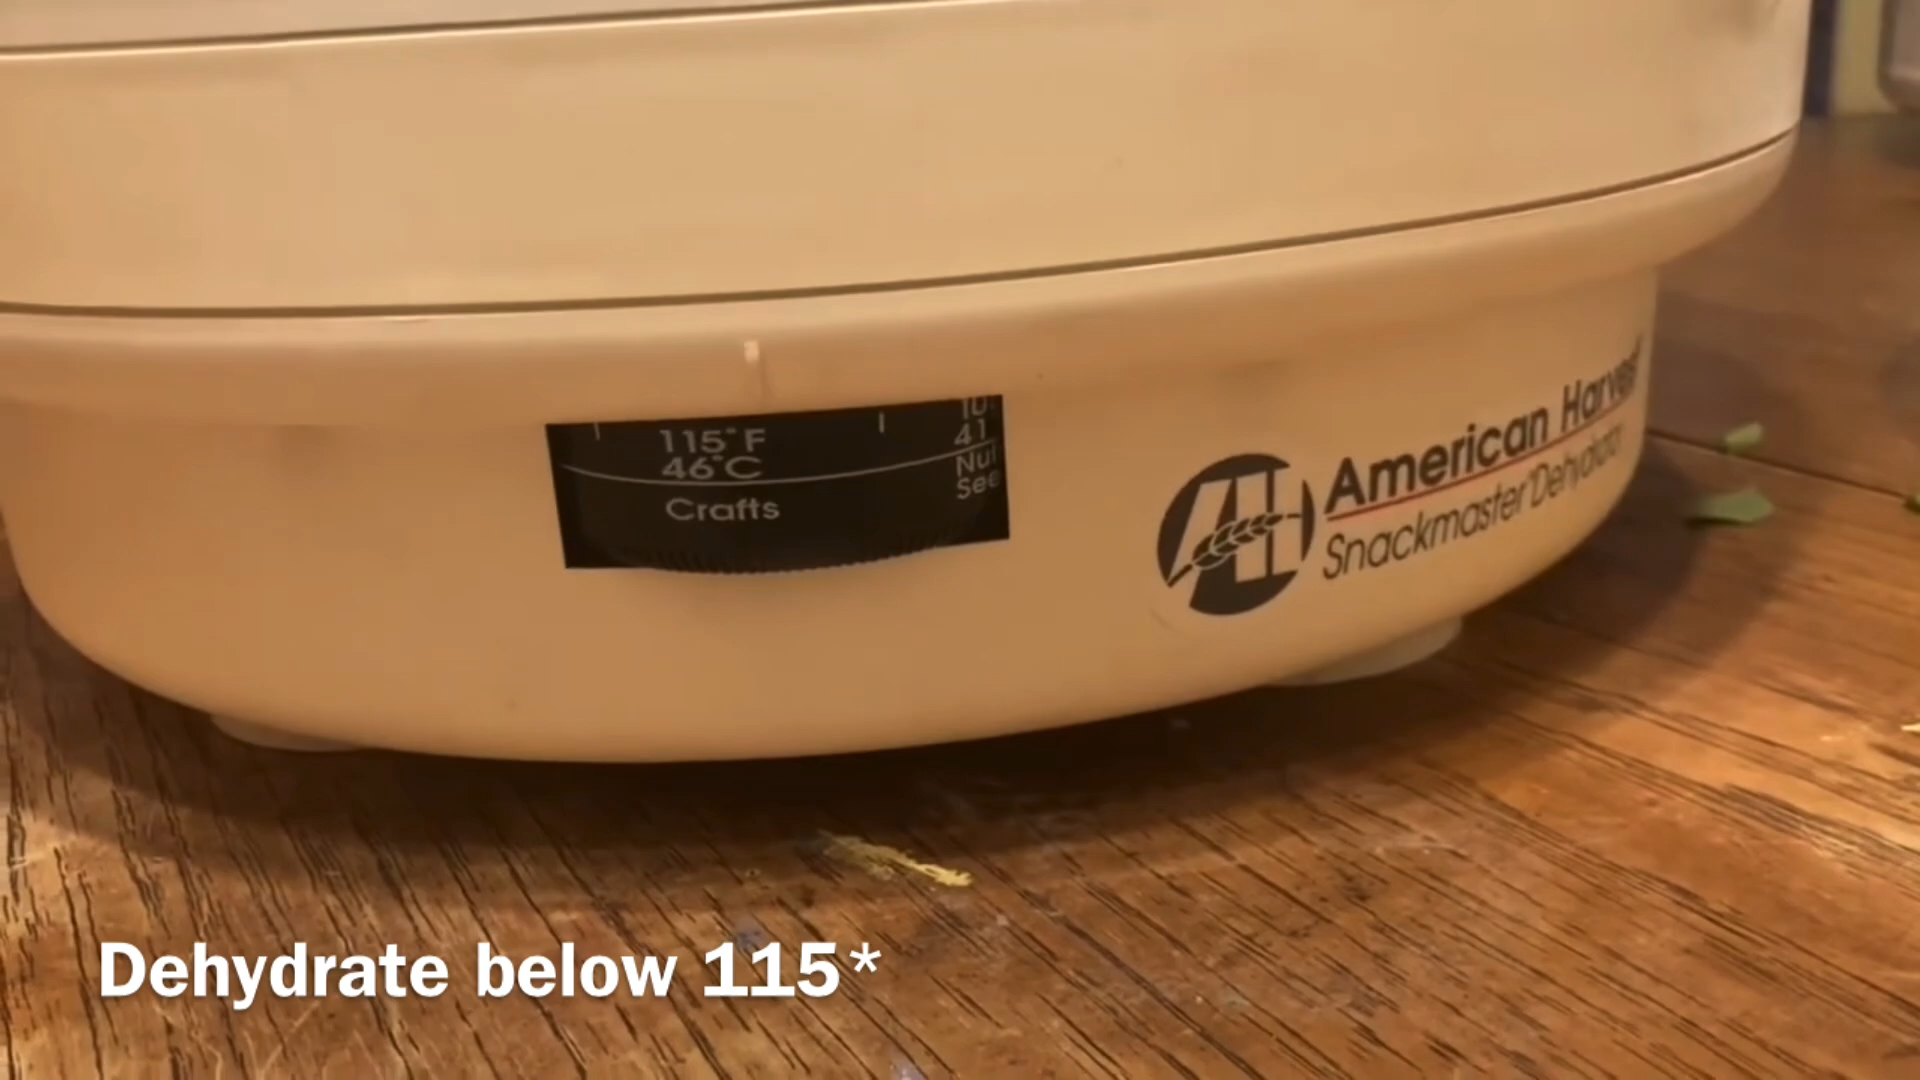 115°F
46°C
Crafts
41
American Harvest
Snackmaster® Dehydrator
Dehydrate below 115*